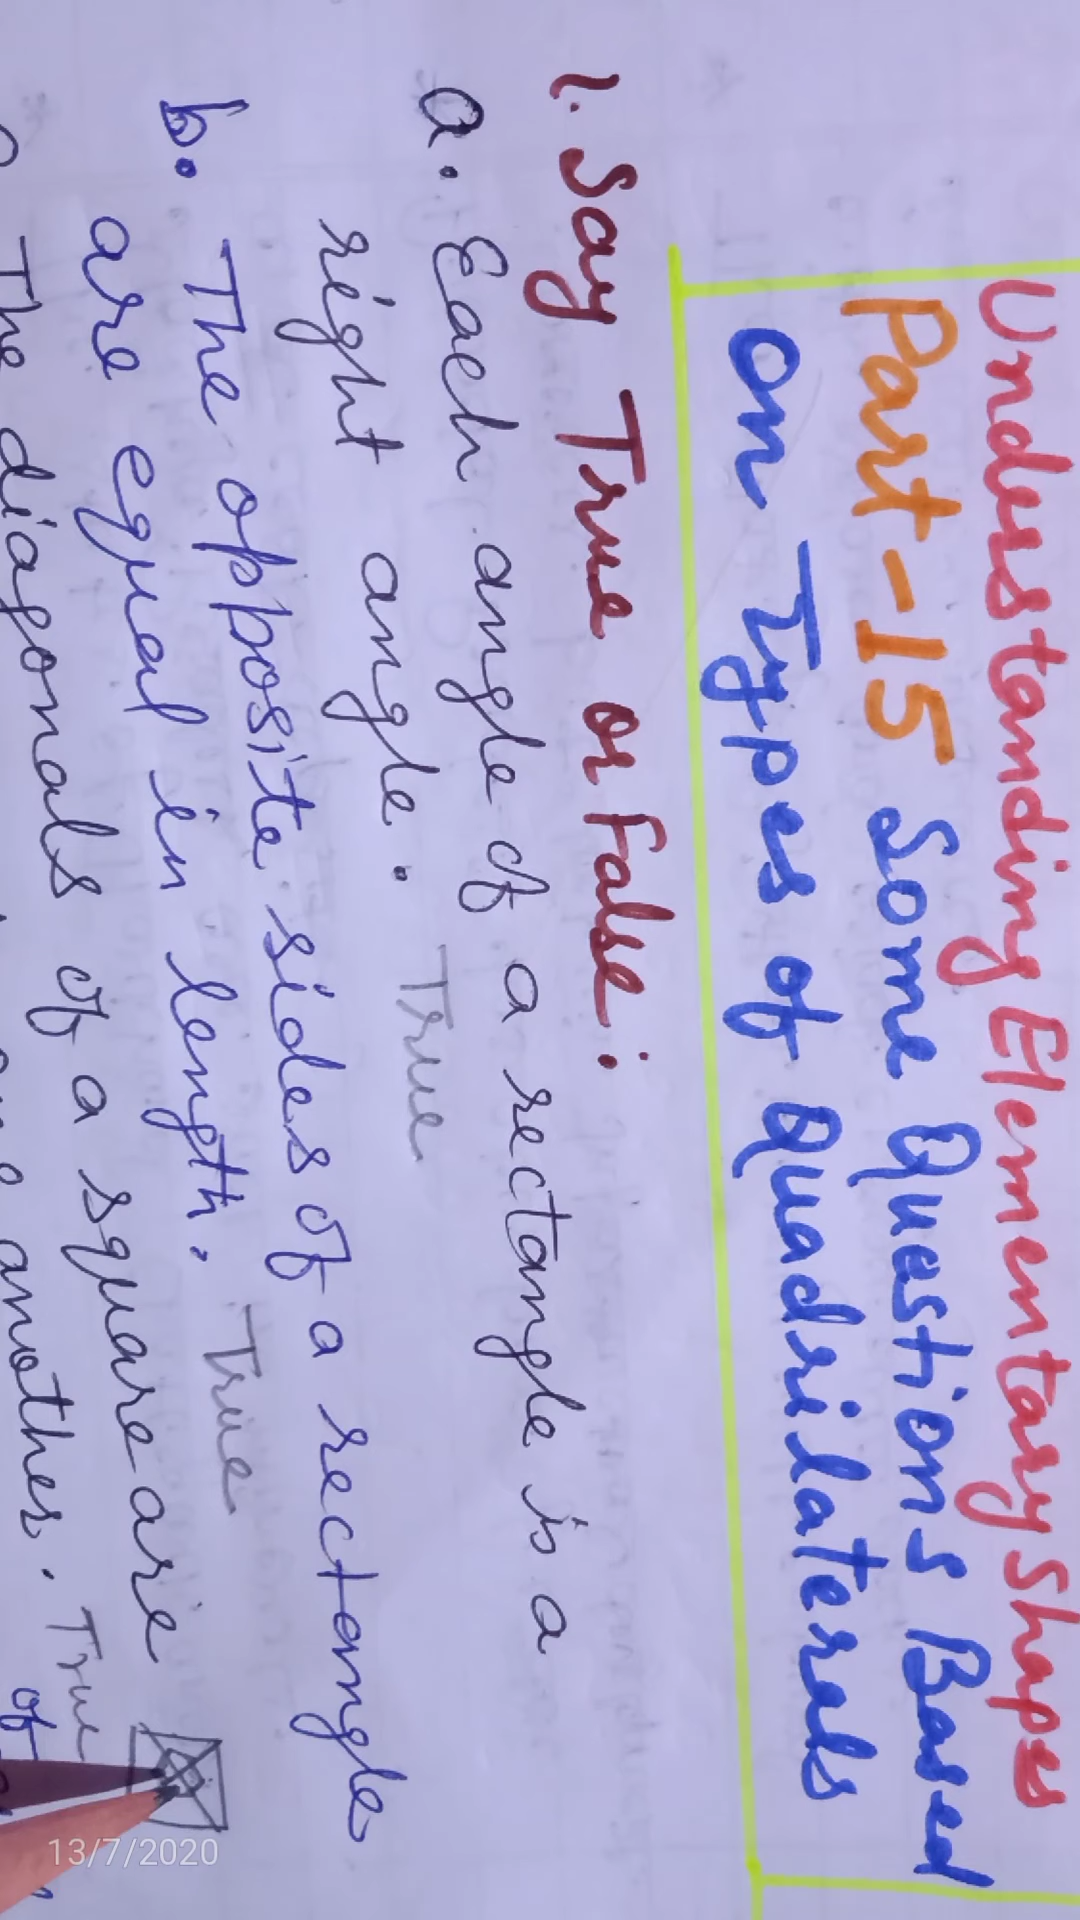 Understanding Elementary Shapes
Part-15 Some Questions Based
on Types of Quadrilaterals
1. Say True or False:
a. Each angle of a rectangle is a
right angle. True
b. The opposite sides of a rectangle
are equal in length. True
The diagonals of a square are
another. True
of
13/7/2020